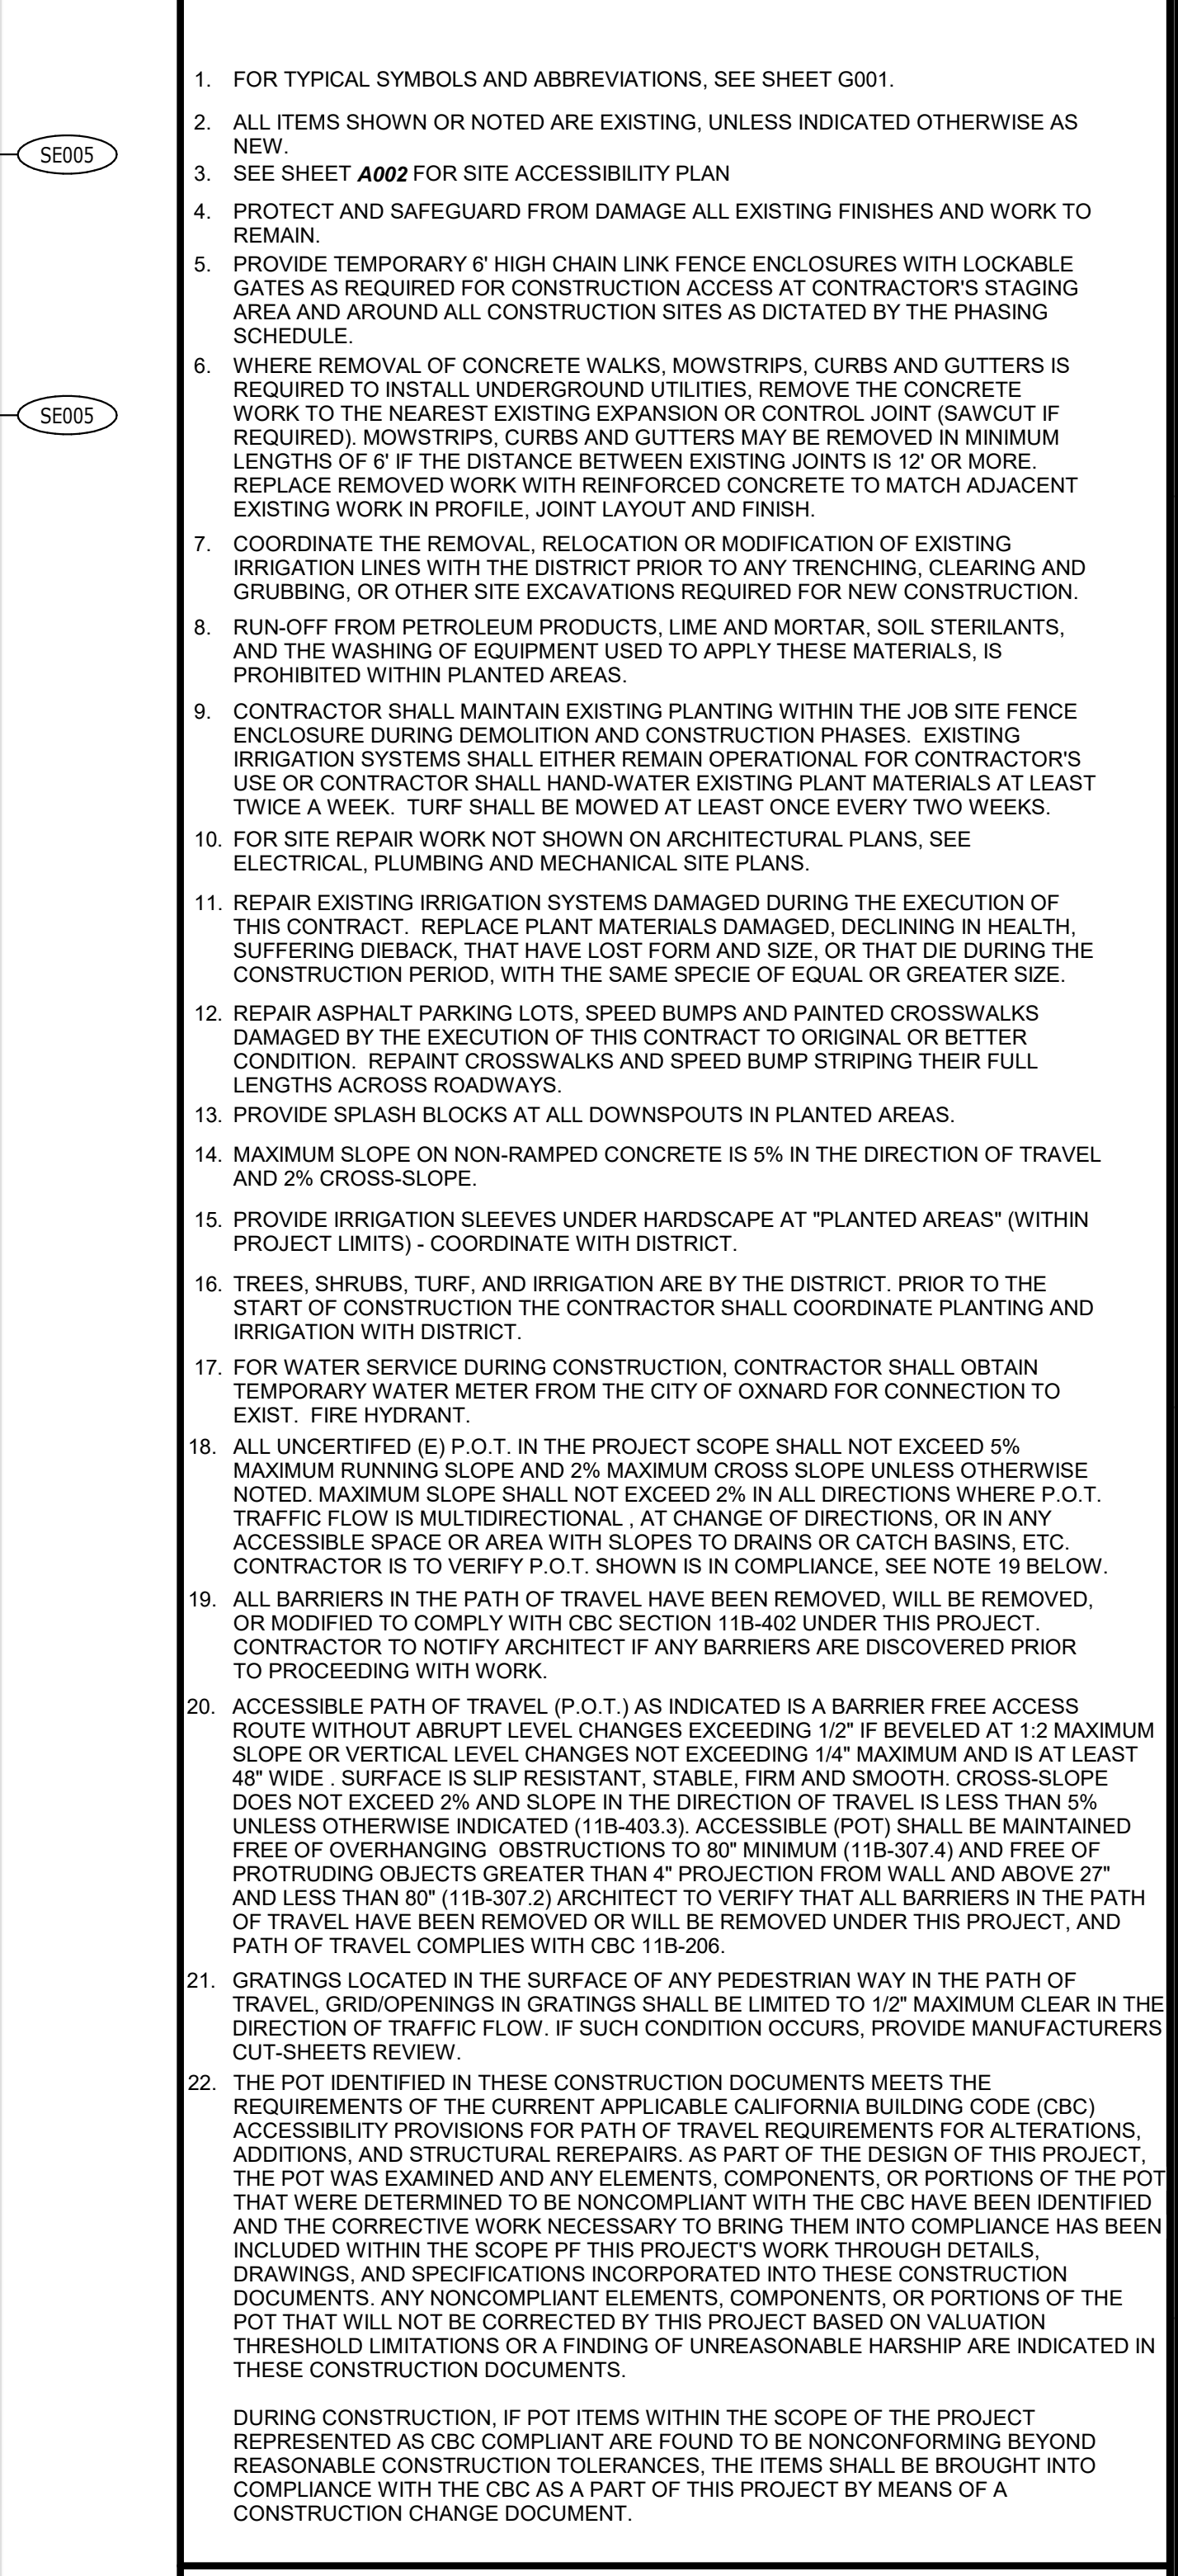 1. FOR TYPICAL SYMBOLS AND ABBREVIATIONS, SEE SHEET G001.
2. ALL ITEMS SHOWN OR NOTED ARE EXISTING, UNLESS INDICATED OTHERWISE AS
NEW.
SE005
3. SEE SHEET A002 FOR SITE ACCESSIBILITY PLAN
4. PROTECT AND SAFEGUARD FROM DAMAGE ALL EXISTING FINISHES AND WORK TO
REMAIN.
5. PROVIDE TEMPORARY 6' HIGH CHAIN LINK FENCE ENCLOSURES WITH LOCKABLE
GATES AS REQUIRED FOR CONSTRUCTION ACCESS AT CONTRACTOR'S STAGING
AREA AND AROUND ALL CONSTRUCTION SITES AS DICTATED BY THE PHASING
SCHEDULE.
6. WHERE REMOVAL OF CONCRETE WALKS, MOWSTRIPS, CURBS AND GUTTERS IS
REQUIRED TO INSTALL UNDERGROUND UTILITIES, REMOVE THE CONCRETE
WORK TO THE NEAREST EXISTING EXPANSION OR CONTROL JOINT (SAWCUT IF
SE005
REQUIRED). MOWSTRIPS, CURBS AND GUTTERS MAY BE REMOVED IN MINIMUM
LENGTHS OF 6' IF THE DISTANCE BETWEEN EXISTING JOINTS IS 12' OR MORE.
REPLACE REMOVED WORK WITH REINFORCED CONCRETE TO MATCH ADJACENT
EXISTING WORK IN PROFILE, JOINT LAYOUT AND FINISH.
7. COORDINATE THE REMOVAL, RELOCATION OR MODIFICATION OF EXISTING
IRRIGATION LINES WITH THE DISTRICT PRIOR TO ANY TRENCHING, CLEARING AND
GRUBBING, OR OTHER SITE EXCAVATIONS REQUIRED FOR NEW CONSTRUCTION.
8. RUN-OFF FROM PETROLEUM PRODUCTS, LIME AND MORTAR, SOIL STERILANTS,
AND THE WASHING OF EQUIPMENT USED TO APPLY THESE MATERIALS, IS
PROHIBITED WITHIN PLANTED AREAS.
9. CONTRACTOR SHALL MAINTAIN EXISTING PLANTING WITHIN THE JOB SITE FENCE
ENCLOSURE DURING DEMOLITION AND CONSTRUCTION PHASES. EXISTING
IRRIGATION SYSTEMS SHALL EITHER REMAIN OPERATIONAL FOR CONTRACTOR'S
USE OR CONTRACTOR SHALL HAND-WATER EXISTING PLANT MATERIALS AT LEAST
TWICE A WEEK. TURF SHALL BE MOWED AT LEAST ONCE EVERY TWO WEEKS.
10. FOR SITE REPAIR WORK NOT SHOWN ON ARCHITECTURAL PLANS, SEE
ELECTRICAL, PLUMBING AND MECHANICAL SITE PLANS.
11. REPAIR EXISTING IRRIGATION SYSTEMS DAMAGED DURING THE EXECUTION OF
THIS CONTRACT. REPLACE PLANT MATERIALS DAMAGED, DECLINING IN HEALTH,
SUFFERING DIEBACK, THAT HAVE LOST FORM AND SIZE, OR THAT DIE DURING THE
CONSTRUCTION PERIOD, WITH THE SAME SPECIE OF EQUAL OR GREATER SIZE.
12. REPAIR ASPHALT PARKING LOTS, SPEED BUMPS AND PAINTED CROSSWALKS
DAMAGED BY THE EXECUTION OF THIS CONTRACT TO ORIGINAL OR BETTER
CONDITION. REPAINT CROSSWALKS AND SPEED BUMP STRIPING THEIR FULL
LENGTHS ACROSS ROADWAYS.
13. PROVIDE SPLASH BLOCKS AT ALL DOWNSPOUTS IN PLANTED AREAS.
14. MAXIMUM SLOPE ON NON-RAMPED CONCRETE IS 5% IN THE DIRECTION OF TRAVEL
AND 2% CROSS-SLOPE.
15. PROVIDE IRRIGATION SLEEVES UNDER HARDSCAPE AT "PLANTED AREAS" (WITHIN
PROJECT LIMITS) - COORDINATE WITH DISTRICT.
16. TREES, SHRUBS, TURF, AND IRRIGATION ARE BY THE DISTRICT. PRIOR TO THE
START OF CONSTRUCTION THE CONTRACTOR SHALL COORDINATE PLANTING AND
IRRIGATION WITH DISTRICT.
17. FOR WATER SERVICE DURING CONSTRUCTION, CONTRACTOR SHALL OBTAIN
TEMPORARY WATER METER FROM THE CITY OF OXNARD FOR CONNECTION TO
EXIST. FIRE HYDRANT.
18. ALL UNCERTIFED (E) P.O.T. IN THE PROJECT SCOPE SHALL NOT EXCEED 5%
MAXIMUM RUNNING SLOPE AND 2% MAXIMUM CROSS SLOPE UNLESS OTHERWISE
NOTED. MAXIMUM SLOPE SHALL NOT EXCEED 2% IN ALL DIRECTIONS WHERE P.O.T.
TRAFFIC FLOW IS MULTIDIRECTIONAL , AT CHANGE OF DIRECTIONS, OR IN ANY
ACCESSIBLE SPACE OR AREA WITH SLOPES TO DRAINS OR CATCH BASINS, ETC.
CONTRACTOR IS TO VERIFY P.O.T. SHOWN IS IN COMPLIANCE, SEE NOTE 19 BELOW.
19. ALL BARRIERS IN THE PATH OF TRAVEL HAVE BEEN REMOVED, WILL BE REMOVED,
OR MODIFIED TO COMPLY WITH CBC SECTION 11B-402 UNDER THIS PROJECT.
CONTRACTOR TO NOTIFY ARCHITECT IF ANY BARRIERS ARE DISCOVERED PRIOR
TO PROCEEDING WITH WORK.
20. ACCESSIBLE PATH OF TRAVEL (P.O.T.) AS INDICATED IS A BARRIER FREE ACCESS
ROUTE WITHOUT ABRUPT LEVEL CHANGES EXCEEDING 1/2" IF BEVELED AT 1:2 MAXIMUM
SLOPE OR VERTICAL LEVEL CHANGES NOT EXCEEDING 1/4" MAXIMUM AND IS AT LEAST
48" WIDE . SURFACE IS SLIP RESISTANT, STABLE, FIRM AND SMOOTH. CROSS-SLOPE
DOES NOT EXCEED 2% AND SLOPE IN THE DIRECTION OF TRAVEL IS LESS THAN 5%
UNLESS OTHERWISE INDICATED (11B-403.3). ACCESSIBLE (POT) SHALL BE MAINTAINED
FREE OF OVERHANGING OBSTRUCTIONS TO 80" MINIMUM (11B-307.4) AND FREE OF
PROTRUDING OBJECTS GREATER THAN 4" PROJECTION FROM WALL AND ABOVE 27"
AND LESS THAN 80" (11B-307.2) ARCHITECT TO VERIFY THAT ALL BARRIERS IN THE PATH
OF TRAVEL HAVE BEEN REMOVED OR WILL BE REMOVED UNDER THIS PROJECT, AND
PATH OF TRAVEL COMPLIES WITH CBC 11B-206.
21. GRATINGS LOCATED IN THE SURFACE OF ANY PEDESTRIAN WAY IN THE PATH OF
TRAVEL, GRID/OPENINGS IN GRATINGS SHALL BE LIMITED TO 1/2" MAXIMUM CLEAR IN THE
DIRECTION OF TRAFFIC FLOW. IF SUCH CONDITION OCCURS, PROVIDE MANUFACTURERS
CUT-SHEETS REVIEW.
22. THE POT IDENTIFIED IN THESE CONSTRUCTION DOCUMENTS MEETS THE
REQUIREMENTS OF THE CURRENT APPLICABLE CALIFORNIA BUILDING CODE (CBC)
ACCESSIBILITY PROVISIONS FOR PATH OF TRAVEL REQUIREMENTS FOR ALTERATIONS,
ADDITIONS, AND STRUCTURAL REREPAIRS. AS PART OF THE DESIGN OF THIS PROJECT,
THE POT WAS EXAMINED AND ANY ELEMENTS, COMPONENTS, OR PORTIONS OF THE POT
THAT WERE DETERMINED TO BE NONCOMPLIANT WITH THE CBC HAVE BEEN IDENTIFIED
AND THE CORRECTIVE WORK NECESSARY TO BRING THEM INTO COMPLIANCE HAS BEEN
INCLUDED WITHIN THE SCOPE PF THIS PROJECT'S WORK THROUGH DETAILS,
DRAWINGS, AND SPECIFICATIONS INCORPORATED INTO THESE CONSTRUCTION
DOCUMENTS. ANY NONCOMPLIANT ELEMENTS, COMPONENTS, OR PORTIONS OF THE
POT THAT WILL NOT BE CORRECTED BY THIS PROJECT BASED ON VALUATION
THRESHOLD LIMITATIONS OR A FINDING OF UNREASONABLE HARSHIP ARE INDICATED IN
THESE CONSTRUCTION DOCUMENTS.
DURING CONSTRUCTION, IF POT ITEMS WITHIN THE SCOPE OF THE PROJECT
REPRESENTED AS CBC COMPLIANT ARE FOUND TO BE NONCONFORMING BEYOND
REASONABLE CONSTRUCTION TOLERANCES, THE ITEMS SHALL BE BROUGHT INTO
COMPLIANCE WITH THE CBC AS A PART OF THIS PROJECT BY MEANS OF A
CONSTRUCTION CHANGE DOCUMENT.